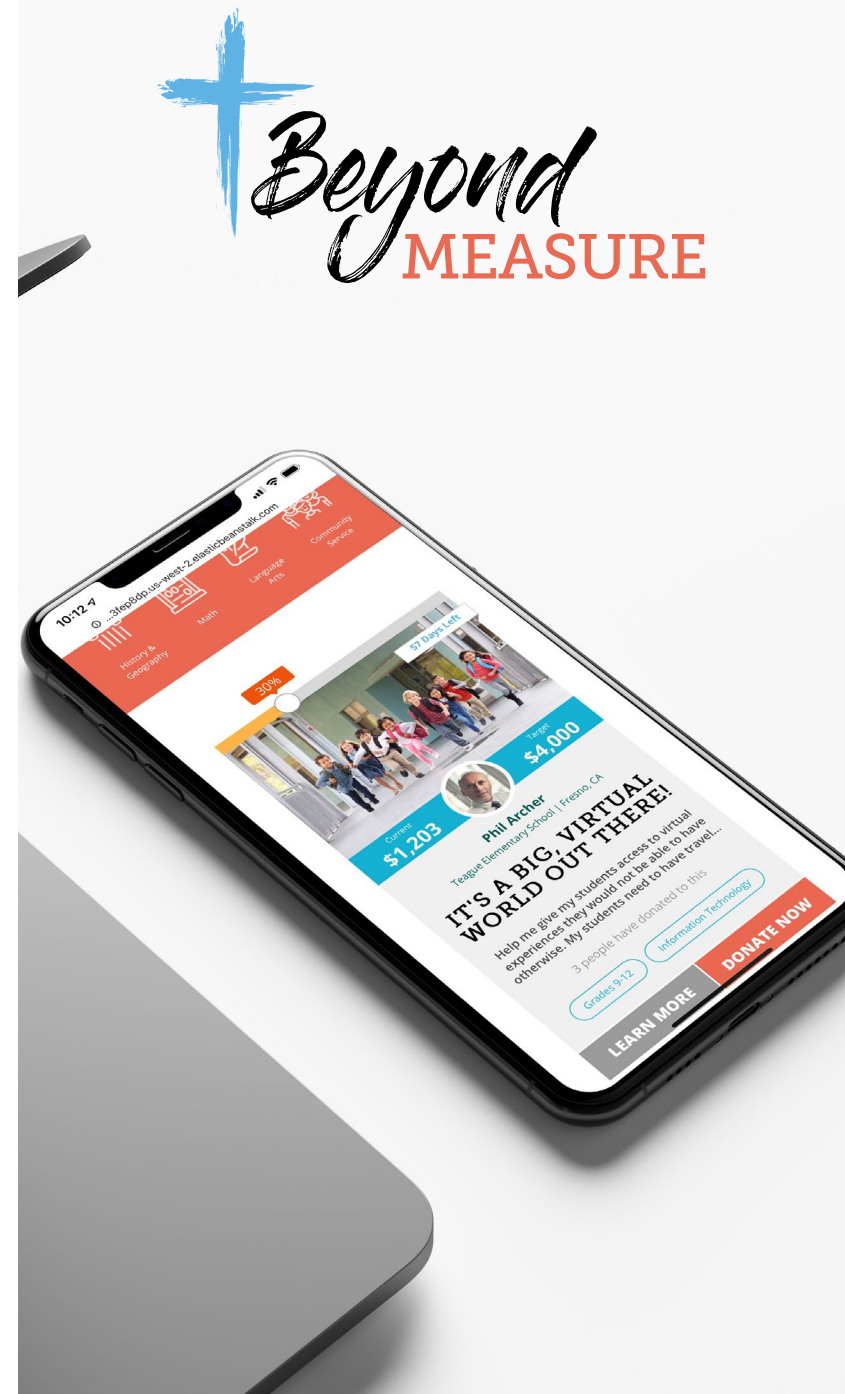 Beyond
MEASURE
10:12
...3fep8dp.us-west-2.elasticbeanstalk.com
History &
Geography
Math
Language
Arts
Community
Service
30%
57 Days Left
Current
$1,203
Target
$4,000
Phil Archer
Teague Elementary School | Fresno, CA
IT'S A BIG, VIRTUAL
WORLD OUT THERE!
Help me give my students access to virtual
experiences they would not be able to have
otherwise. My students need to have travel...
3 people have donated to this
Grades 9-12
Information Technology
LEARN MORE
DONATE NOW